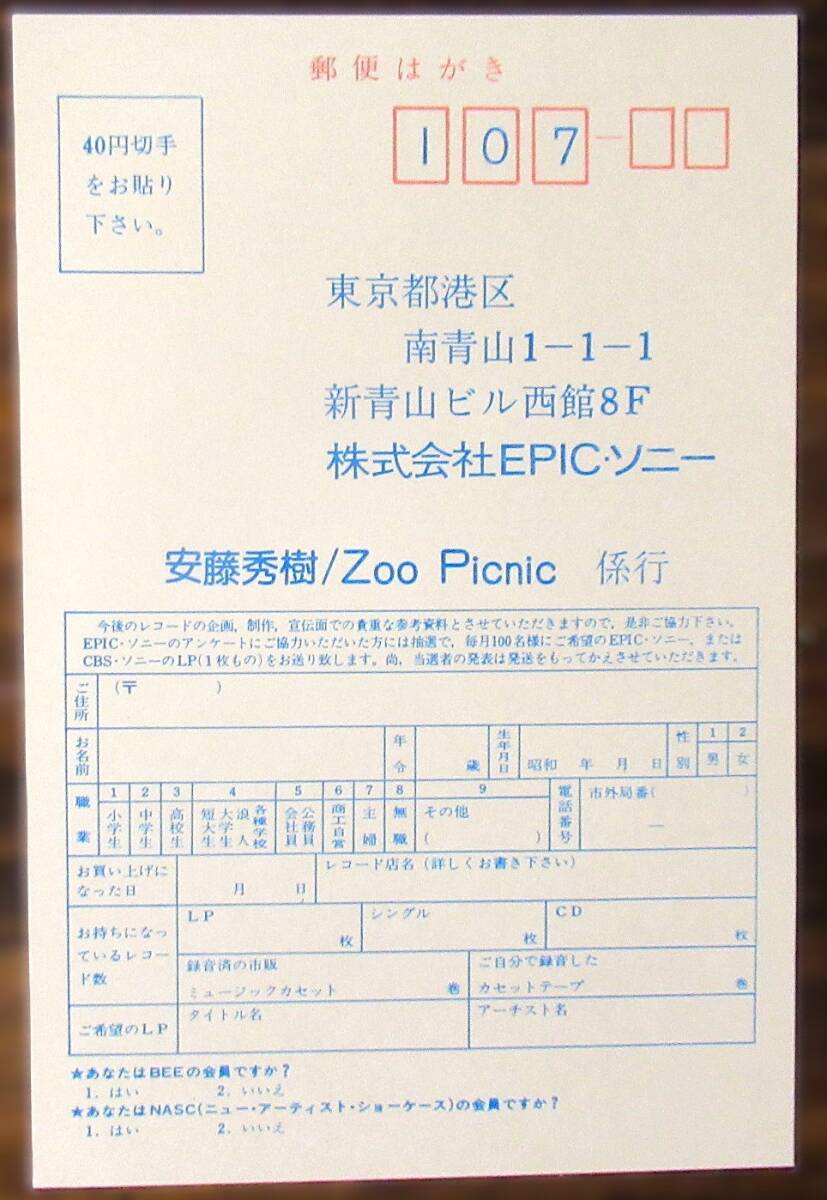 郵便はがき
40円切手
をお貼り
下さい。
107-
東京都港区
南青山1-1-1
新青山ビル西館8F
株式会社EPIC・ソニー
安藤秀樹/Zoo Picnic 係行
今後のレコードの企画,制作,宣伝面での貴重な参考資料とさせていただきますので,是非ご協力下さい。
EPIC・ソニーのアンケートにご協力いただいた方には抽選で,毎月100名様にご希望のEPIC・ソニー,または
CBS・ソニーのLP(1枚もの)をお送り致します。尚,当選者の発表は発送をもってかえさせていただきます。
ご住所
(〒 )
お名前
年令
歳
生年月日
昭和 年 月 日
性別
1 男
2 女
職業
1 小学生
2 中学生
3 高校生
4 短大生 大学生 浪人 各種学校
5 会社員 公務員
6 商工自営
7 主婦
8 無職
9 その他
( )
電話番号
市外局番( )
—
お買い上げに
なった日
月 日
レコード店名(詳しくお書き下さい)
お持ちになっ
ているレコー
ド数
LP 枚
シングル 枚
CD 枚
録音済の市販
ミュージックカセット 巻
ご自分で録音した
カセットテープ 巻
ご希望のLP
タイトル名
アーチスト名
★あなたはBEEの会員ですか?
1. はい 2. いいえ
★あなたはNASC(ニュー・アーティスト・ショーケース)の会員ですか?
1. はい 2. いいえ